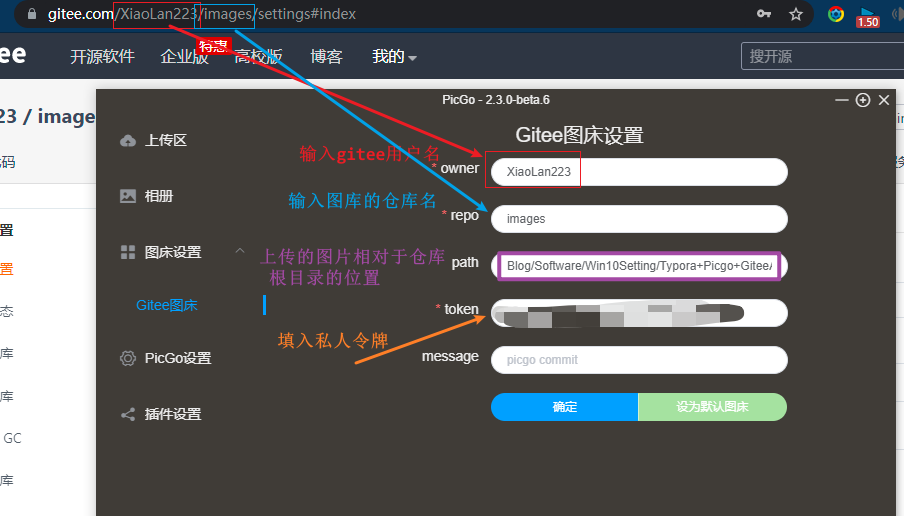 gitee.com/XiaoLan223/images/settings#index
1.50
ee
开源软件
企业版
特惠
高校版
博客
我的
搜开源
23 / image
PicGo - 2.3.0-beta.6
Gitee图床设置
上传区
码
输入gitee用户名
* owner
XiaoLan223
相册
输入图库的仓库名
* repo
images
置
图床设置
上传的图片相对于仓库
根目录的位置
path
Blog/Software/Win10Setting/Typora+Picgo+Gitee/
置
Gitee图床
* token
态
填入私人令牌
库
PicGo设置
message
picgo commit
库
插件设置
确定
设为默认图床
GC
库